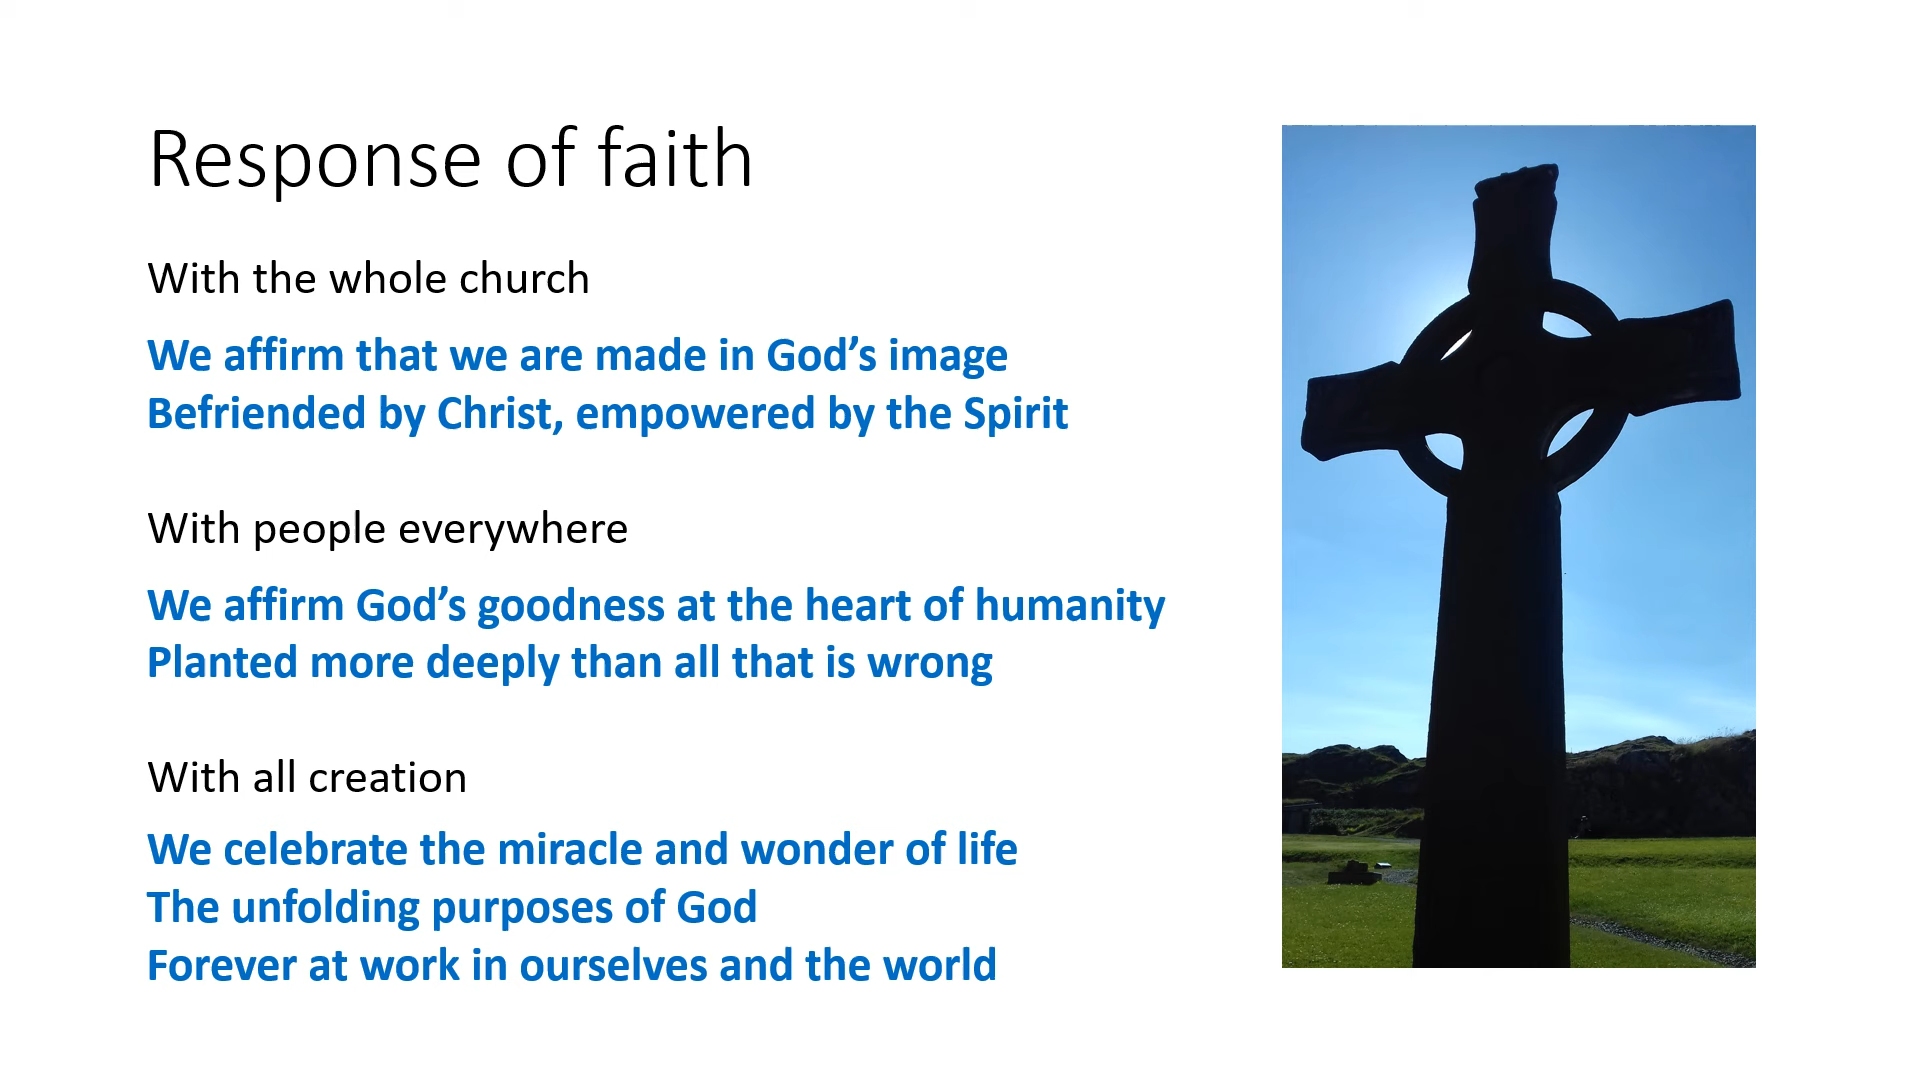 Response of faith
With the whole church
We affirm that we are made in God’s image
Befriended by Christ, empowered by the Spirit
With people everywhere
We affirm God’s goodness at the heart of humanity
Planted more deeply than all that is wrong
With all creation
We celebrate the miracle and wonder of life
The unfolding purposes of God
Forever at work in ourselves and the world